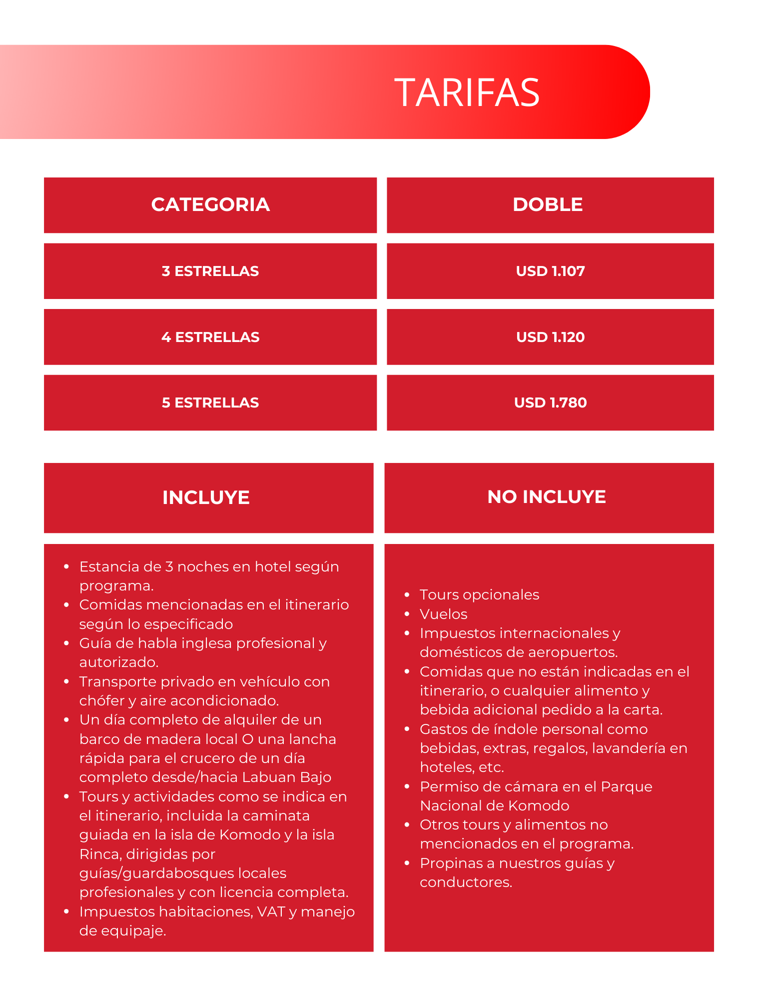 TARIFAS
CATEGORIA DOBLE
3 ESTRELLAS USD 1.107
4 ESTRELLAS USD 1.120
5 ESTRELLAS USD 1.780
INCLUYE
• Estancia de 3 noches en hotel según
programa.
• Comidas mencionadas en el itinerario
según lo especificado
• Guía de habla inglesa profesional y
autorizado.
• Transporte privado en vehículo con
chófer y aire acondicionado.
• Un día completo de alquiler de un
barco de madera local O una lancha
rápida para el crucero de un día
completo desde/hacia Labuan Bajo
• Tours y actividades como se indica en
el itinerario, incluida la caminata
guiada en la isla de Komodo y la isla
Rinca, dirigidas por
guías/guardabosques locales
profesionales y con licencia completa.
• Impuestos habitaciones, VAT y manejo
de equipaje.
NO INCLUYE
• Tours opcionales
• Vuelos
• Impuestos internacionales y
domésticos de aeropuertos.
• Comidas que no están indicadas en el
itinerario, o cualquier alimento y
bebida adicional pedido a la carta.
• Gastos de índole personal como
bebidas, extras, regalos, lavandería en
hoteles, etc.
• Permiso de cámara en el Parque
Nacional de Komodo
• Otros tours y alimentos no
mencionados en el programa.
• Propinas a nuestros guías y
conductores.